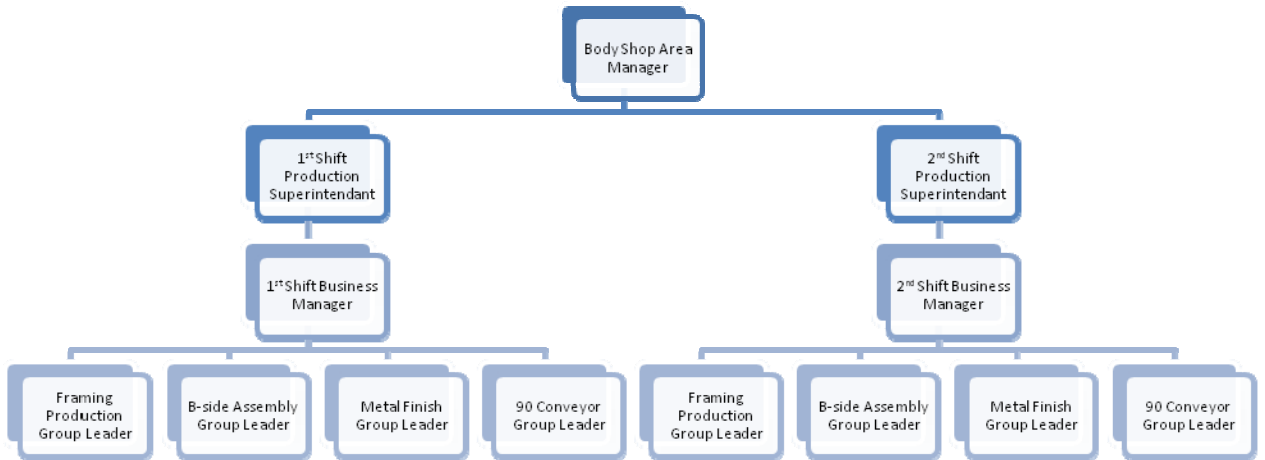 Body Shop Area
Manager
1st Shift
Production
Superintendant
2nd Shift
Production
Superintendant
1st Shift Business
Manager
2nd Shift Business
Manager
Framing
Production
Group Leader
B-side Assembly
Group Leader
Metal Finish
Group Leader
90 Conveyor
Group Leader
Framing
Production
Group Leader
B-side Assembly
Group Leader
Metal Finish
Group Leader
90 Conveyor
Group Leader